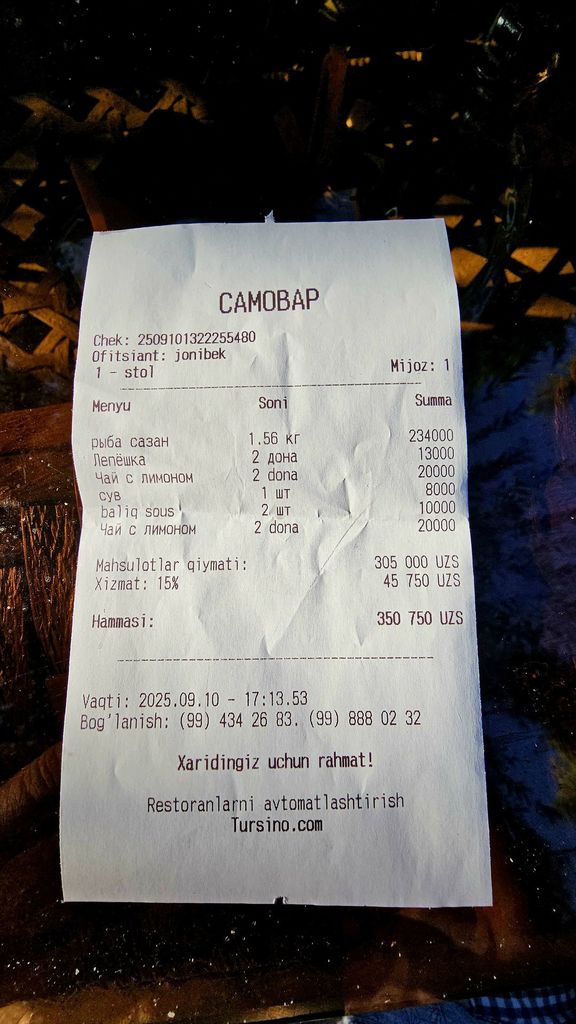 САМОВАР
Chek: 2509101322255480
Ofitsiant: jonibek
1 - stol Mijoz: 1
Menyu Soni Summa
рыба сазан 1.56 кг 234000
Лепёшка 2 дона 13000
Чай с лимоном 2 dona 20000
сув 1 шт 8000
baliq sous 2 шт 10000
Чай с лимоном 2 dona 20000
Mahsulotlar qiymati: 305 000 UZS
Xizmat: 15% 45 750 UZS
Hammasi: 350 750 UZS
Vaqti: 2025.09.10 - 17:13.53
Bog'lanish: (99) 434 26 83. (99) 888 02 32
Xaridingiz uchun rahmat!
Restoranlarni avtomatlashtirish
Tursino.com